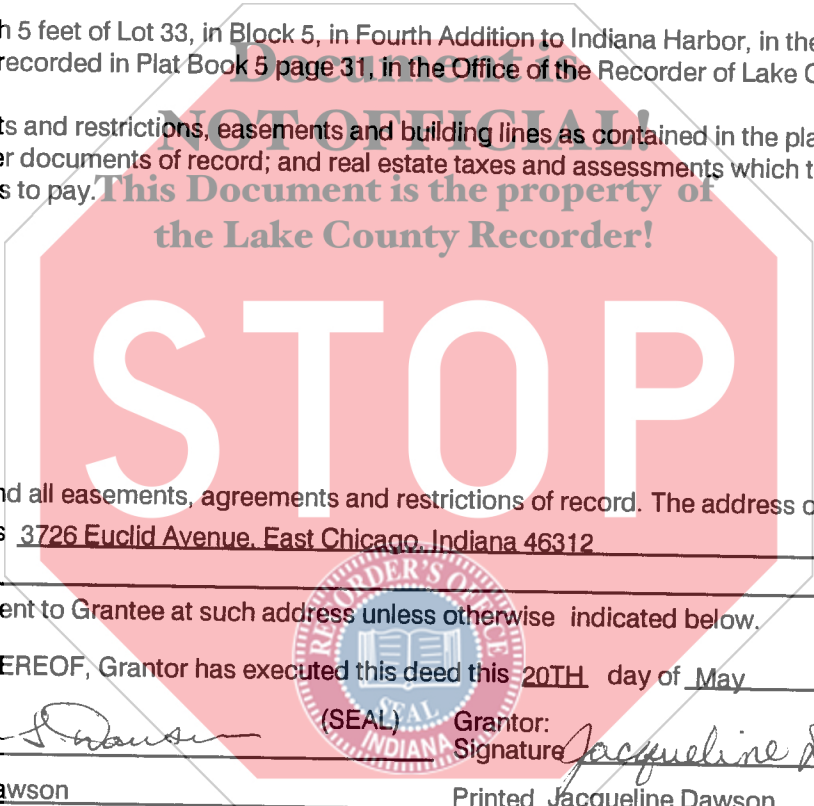 h 5 feet of Lot 33, in Block 5, in Fourth Addition to Indiana Harbor, in the
recorded in Plat Book 5 page 31, in the Office of the Recorder of Lake C
Document is
NOT OFFICIAL!
ts and restrictions, easements and building lines as contained in the pla
er documents of record; and real estate taxes and assessments which t
s to pay.
This Document is the property of
the Lake County Recorder!
STOP
nd all easements, agreements and restrictions of record. The address o
s 3726 Euclid Avenue, East Chicago, Indiana 46312
ent to Grantee at such address unless otherwise indicated below.
EREOF, Grantor has executed this deed this 20TH day of May
RECORDER'S OFFICE
SEAL
INDIANA
(SEAL) Grantor:
Signature Jacqueline D
awson
Printed Jacqueline Dawson